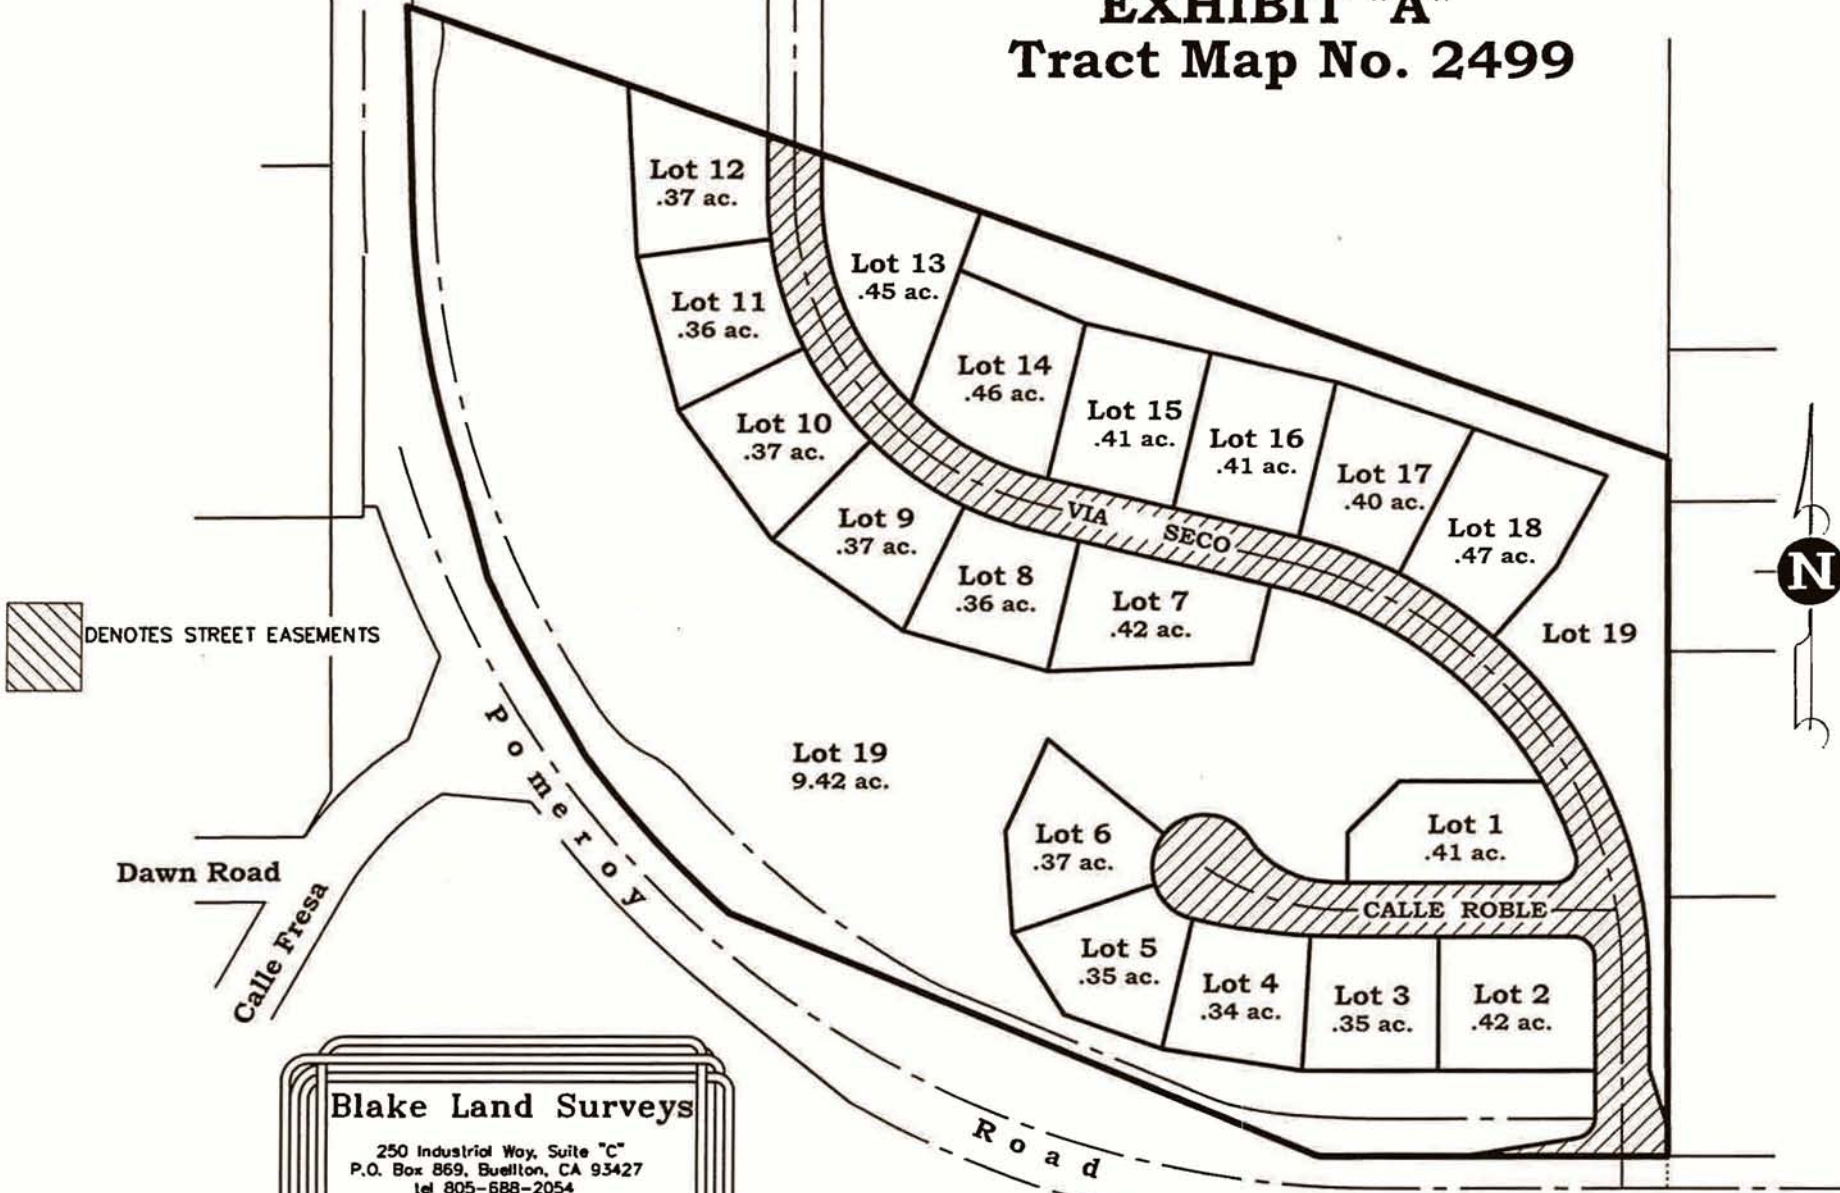 EXHIBIT "A"
Tract Map No. 2499
Lot 12
.37 ac.
Lot 13
.45 ac.
Lot 11
.36 ac.
Lot 14
.46 ac.
Lot 15
.41 ac.
Lot 16
.41 ac.
Lot 10
.37 ac.
Lot 17
.40 ac.
Lot 9
.37 ac.
VIA SECO
Lot 18
.47 ac.
Lot 8
.36 ac.
Lot 7
.42 ac.
N
DENOTES STREET EASEMENTS
Lot 19
Lot 19
9.42 ac.
Lot 6
.37 ac.
Lot 1
.41 ac.
Dawn Road
Calle Fresa
CALLE ROBLE
Lot 5
.35 ac.
Lot 4
.34 ac.
Lot 3
.35 ac.
Lot 2
.42 ac.
Pomeroy Road
Blake Land Surveys
250 Industrial Way, Suite "C"
P.O. Box 869, Buellton, CA 93427
tel 805-688-2054